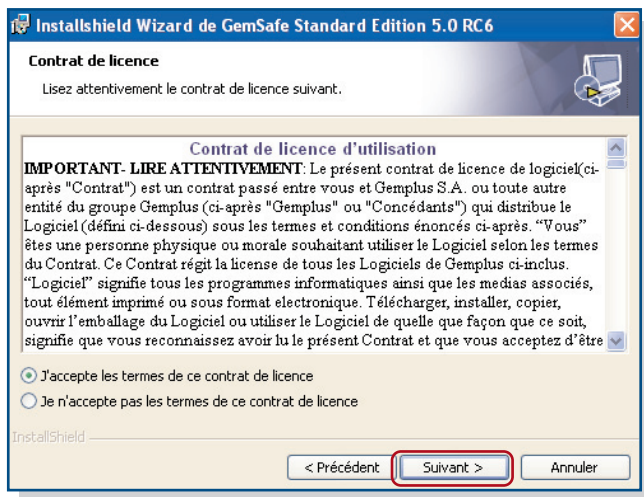 Installshield Wizard de GemSafe Standard Edition 5.0 RC6
Contrat de licence
Lisez attentivement le contrat de licence suivant.
Contrat de licence d'utilisation
IMPORTANT- LIRE ATTENTIVEMENT: Le présent contrat de licence de logiciel(ci-
après "Contrat") est un contrat passé entre vous et Gemplus S.A. ou toute autre
entité du groupe Gemplus (ci-après "Gemplus" ou "Concédants") qui distribue le
Logiciel (défini ci-dessous) sous les termes et conditions énoncés ci-après. “Vous”
êtes une personne physique ou morale souhaitant utiliser le Logiciel selon les termes
du Contrat. Ce Contrat régit la license de tous les Logiciels de Gemplus ci-inclus.
“Logiciel” signifie tous les programmes informatiques ainsi que les medias associés,
tout élément imprimé ou sous format electronique. Télécharger, installer, copier,
ouvrir l’emballage du Logiciel ou utiliser le Logiciel de quelle que façon que ce soit,
signifie que vous reconnaissez avoir lu le présent Contrat et que vous acceptez d’être
J'accepte les termes de ce contrat de licence
Je n'accepte pas les termes de ce contrat de licence
InstallShield
< Précédent Suivant > Annuler